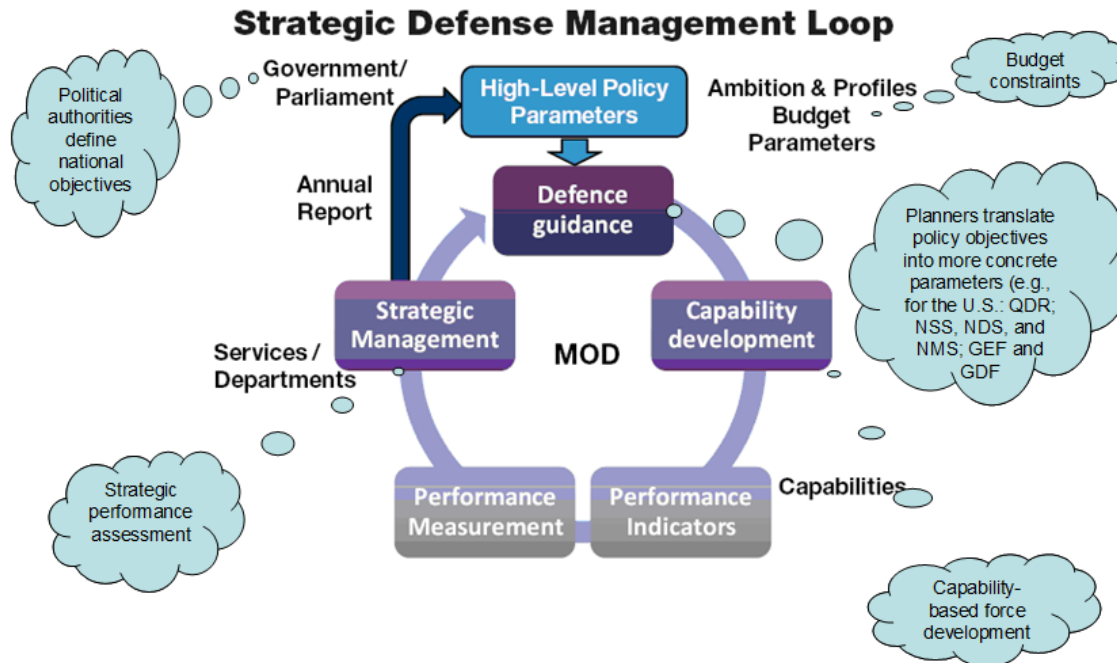 Strategic Defense Management Loop
Political
authorities
define
national
objectives
Government/
Parliament
High-Level Policy
Parameters
Ambition & Profiles
Budget
Parameters
Budget
constraints
Annual
Report
Defence
guidance
Planners translate
policy objectives
into more concrete
parameters (e.g.,
for the U.S.: QDR;
NSS, NDS, and
NMS; GEF and
GDF
Strategic
Management
MOD
Capability
development
Services /
Departments
Strategic
performance
assessment
Performance
Measurement
Performance
Indicators
Capabilities
Capability-
based force
development